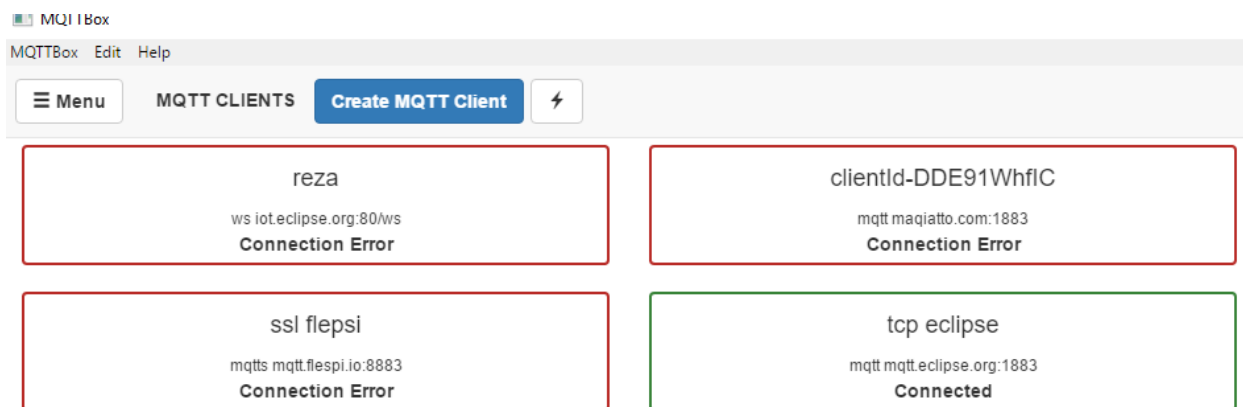 MQTTBox
MQTTBox Edit Help
☰ Menu MQTT CLIENTS Create MQTT Client
reza
ws iot.eclipse.org:80/ws
Connection Error
clientId-DDE91WhfIC
mqtt maqiatto.com:1883
Connection Error
ssl flepsi
mqtts mqtt.flespi.io:8883
Connection Error
tcp eclipse
mqtt mqtt.eclipse.org:1883
Connected